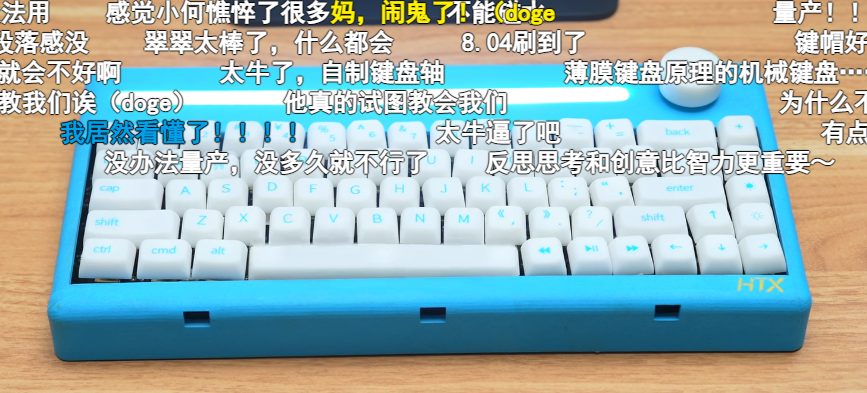 法用 感觉小何憔悴了很多 妈，闹鬼了！（doge 量产！！
没落感没 翠翠太棒了，什么都会 8.04刷到了 键帽好
就会不好啊 太牛了，自制键盘轴 薄膜键盘原理的机械键盘…
教我们诶（doge） 他真的试图教会我们 为什么不
我居然看懂了！！！！ 太牛逼了吧 有点
没办法量产，没多久就不行了 反思思考和创意比智力更重要～
% 5 ^ 6 & 7 - + = back +
U I
cap A S D F G H J K L : ; " , enter
shift Z X C V B N M 《 , 》 . ? / shift ↑
ctrl cmd alt ← ↓ →
HTX